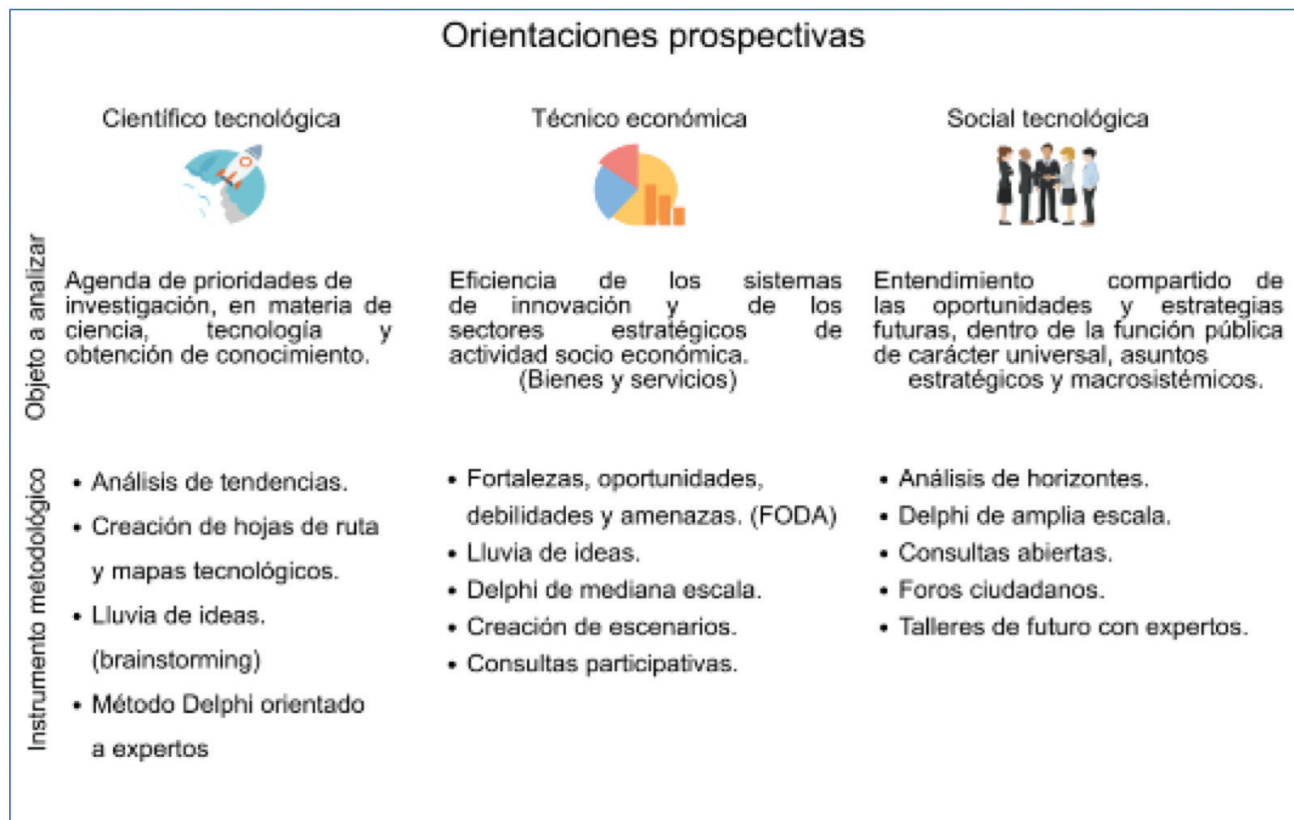 Orientaciones prospectivas
Científico tecnológica
Técnico económica
Social tecnológica
Objeto a analizar
Agenda de prioridades de
investigación, en materia de
ciencia, tecnología y
obtención de conocimiento.
Eficiencia de los sistemas
de innovación y de los
sectores estratégicos de
actividad socio económica.
(Bienes y servicios)
Entendimiento compartido de
las oportunidades y estrategias
futuras, dentro de la función pública
de carácter universal, asuntos
estratégicos y macrosistémicos.
Instrumento metodológico
• Análisis de tendencias.
• Creación de hojas de ruta
y mapas tecnológicos.
• Lluvia de ideas.
(brainstorming)
• Método Delphi orientado
a expertos
• Fortalezas, oportunidades,
debilidades y amenazas. (FODA)
• Lluvia de ideas.
• Delphi de mediana escala.
• Creación de escenarios.
• Consultas participativas.
• Análisis de horizontes.
• Delphi de amplia escala.
• Consultas abiertas.
• Foros ciudadanos.
• Talleres de futuro con expertos.